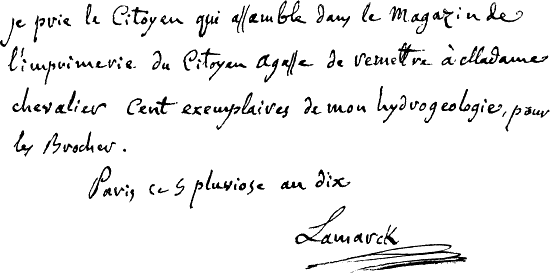 je prie le Citoyen qui assemble dans le Magazin de
l'imprimerie du Citoyen agasse de remettre à Madame
chevalier Cent exemplaires de mon hydrogeologie, pour
les Brocher.
Paris ce 5 pluviose an dix
Lamarck